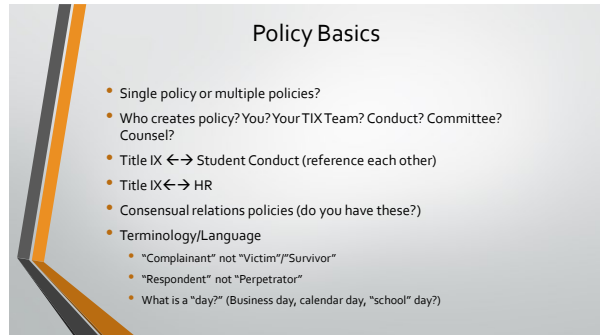 Policy Basics
Single policy or multiple policies?
Who creates policy? You? Your TIX Team? Conduct? Committee?
Counsel?
Title IX ←→ Student Conduct (reference each other)
Title IX←→ HR
Consensual relations policies (do you have these?)
Terminology/Language
“Complainant” not “Victim”/”Survivor”
“Respondent” not “Perpetrator”
What is a “day?” (Business day, calendar day, “school” day?)